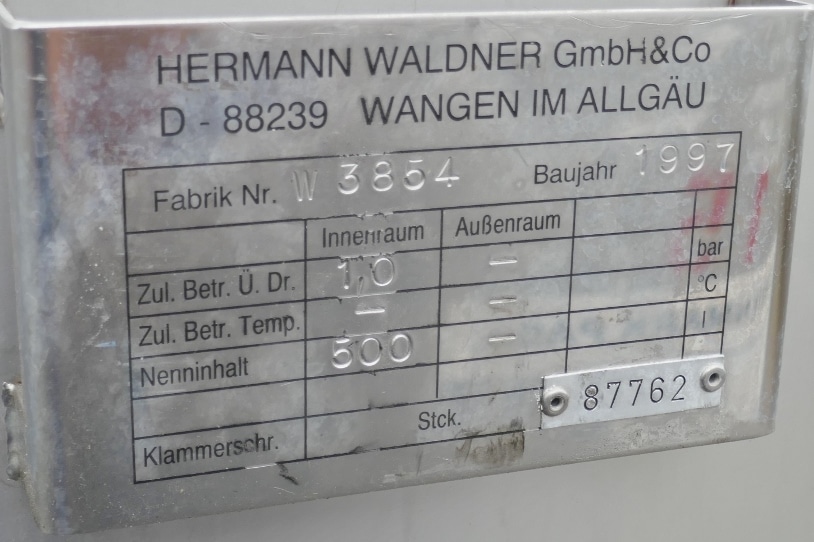 HERMANN WALDNER GmbH&Co
D - 88239 WANGEN IM ALLGÄU
Fabrik Nr. W 3854 Baujahr 1997
Innenraum Außenraum
Zul. Betr. Ü. Dr. 1,0 – bar
Zul. Betr. Temp. – – °C
Nenninhalt 500 – l
87762
Klammerschr. Stck.